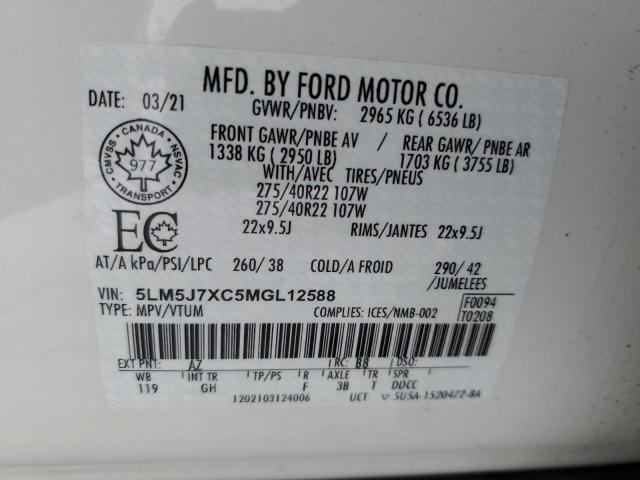 MFD. BY FORD MOTOR CO.
DATE: 03/21 GVWR/PNBV: 2965 KG ( 6536 LB)
FRONT GAWR/PNBE AV / REAR GAWR/PNBE AR
1338 KG ( 2950 LB) 1703 KG ( 3755 LB)
WITH/AVEC TIRES/PNEUS
275/40R22 107W
275/40R22 107W
22x9.5J RIMS/JANTES 22x9.5J
CMVSS · CANADA · NSVAC
977
TRANSPORT
EC
AT/A kPa/PSI/LPC 260/ 38 COLD/A FROID 290/ 42
/JUMELEES
VIN: 5LM5J7XC5MGL12588 F0094
TYPE: MPV/VTUM COMPLIES: ICES/NMB-002 T0208
EXT PNT: AZ RC: BB DSO:
WB INT TR TP/PS R AXLE TR SPR
119 GH F 3B T DDCC
1202103124006 UCT ▽ 5USA-1520472-BA